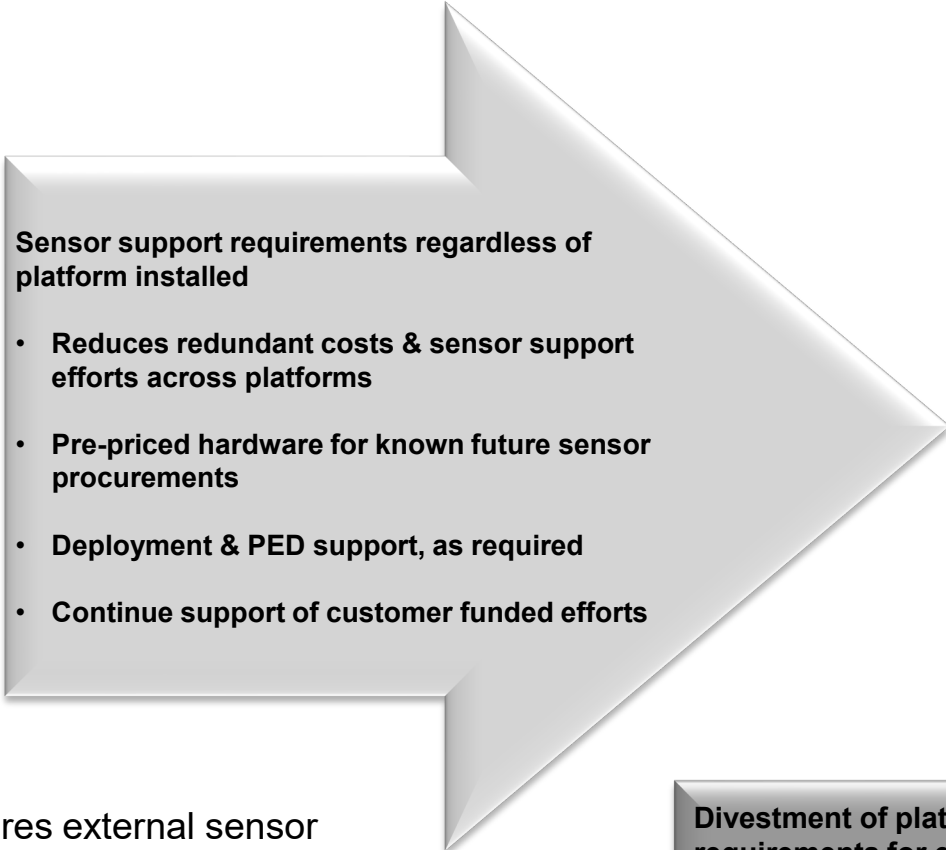 Sensor support requirements regardless of
platform installed
• Reduces redundant costs & sensor support
efforts across platforms
• Pre-priced hardware for known future sensor
procurements
• Deployment & PED support, as required
• Continue support of customer funded efforts
res external sensor
Divestment of plat
requirements for